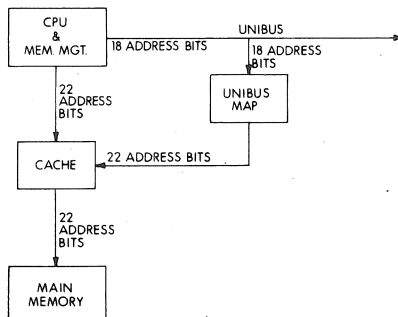 CPU
&
MEM. MGT.
UNIBUS
18 ADDRESS BITS
18 ADDRESS
BITS
UNIBUS
MAP
22
ADDRESS
BITS
22 ADDRESS BITS
CACHE
22
ADDRESS
BITS
MAIN
MEMORY